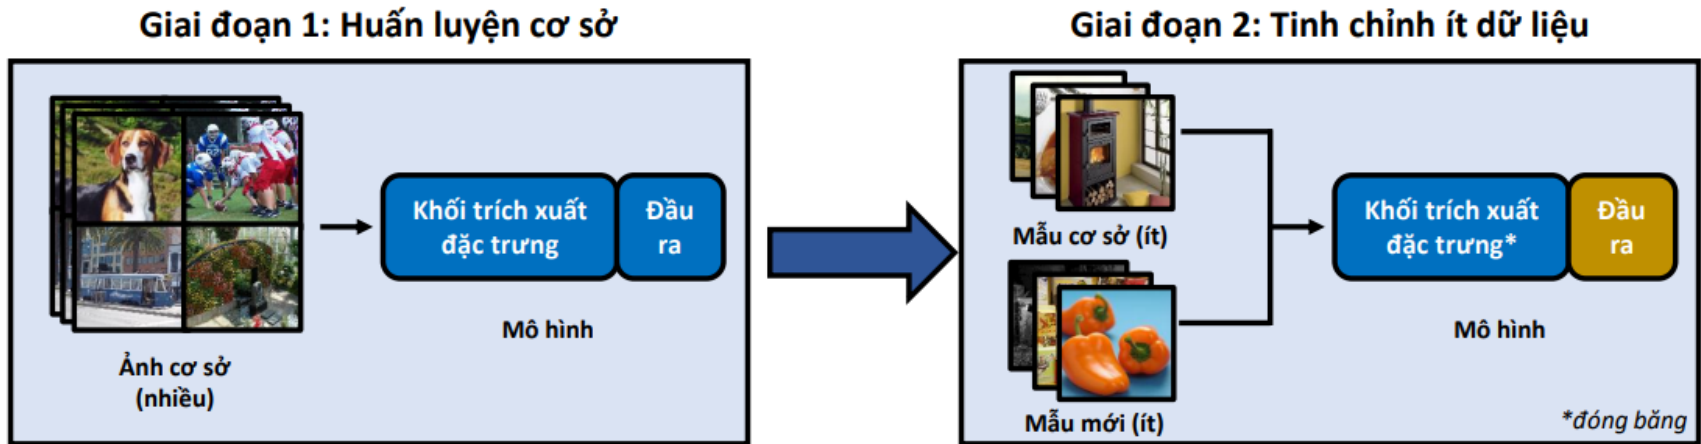 Giai đoạn 1: Huấn luyện cơ sở
Khối trích xuất
đặc trưng
Đầu
ra
Mô hình
Ảnh cơ sở
(nhiều)
Giai đoạn 2: Tinh chỉnh ít dữ liệu
Mẫu cơ sở (ít)
Mẫu mới (ít)
Khối trích xuất
đặc trưng*
Đầu
ra
Mô hình
*đóng băng